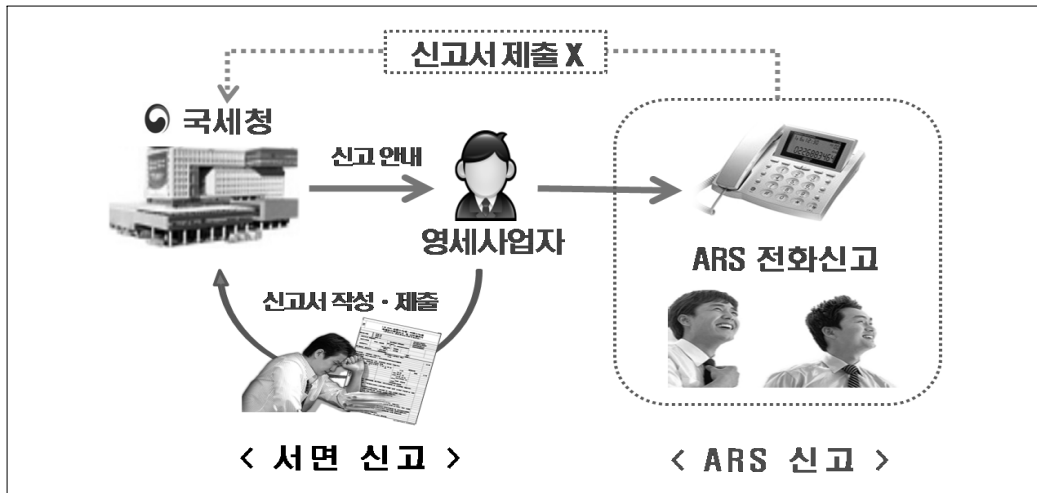 신고서 제출 X
국세청
신고 안내
영세사업자
ARS 전화신고
신고서 작성 · 제출
< 서면 신고 >
< ARS 신고 >